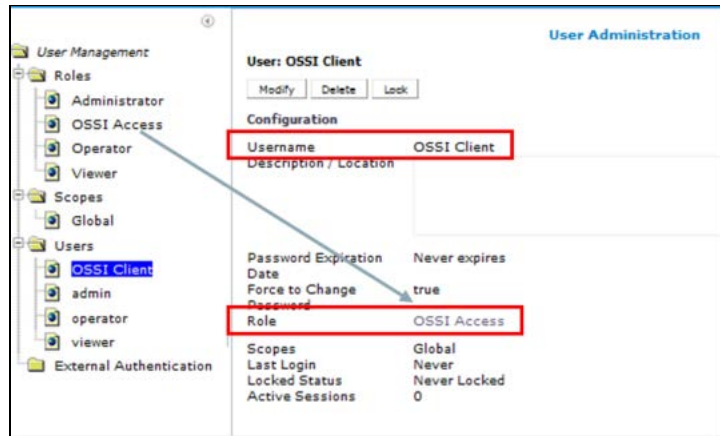 User Administration
User Management
Roles
Administrator
OSSI Access
Operator
Viewer
Scopes
Global
Users
OSSI Client
admin
operator
viewer
External Authentication
User: OSSI Client
Modify Delete Lock
Configuration
Username OSSI Client
Description / Location
Password Expiration Never expires
Date
Force to Change true
Password
Role OSSI Access
Scopes Global
Last Login Never
Locked Status Never Locked
Active Sessions 0